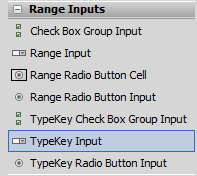 Range Inputs
Check Box Group Input
Range Input
Range Radio Button Cell
Range Radio Button Input
TypeKey Check Box Group Input
TypeKey Input
TypeKey Radio Button Input